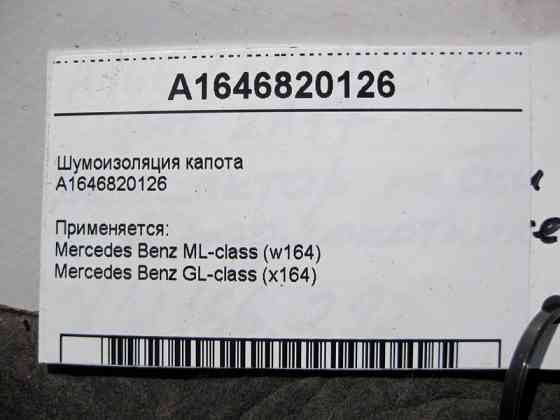 A1646820126
Шумоизоляция капота
A1646820126
Применяется:
Mercedes Benz ML-class (w164)
Mercedes Benz GL-class (x164)